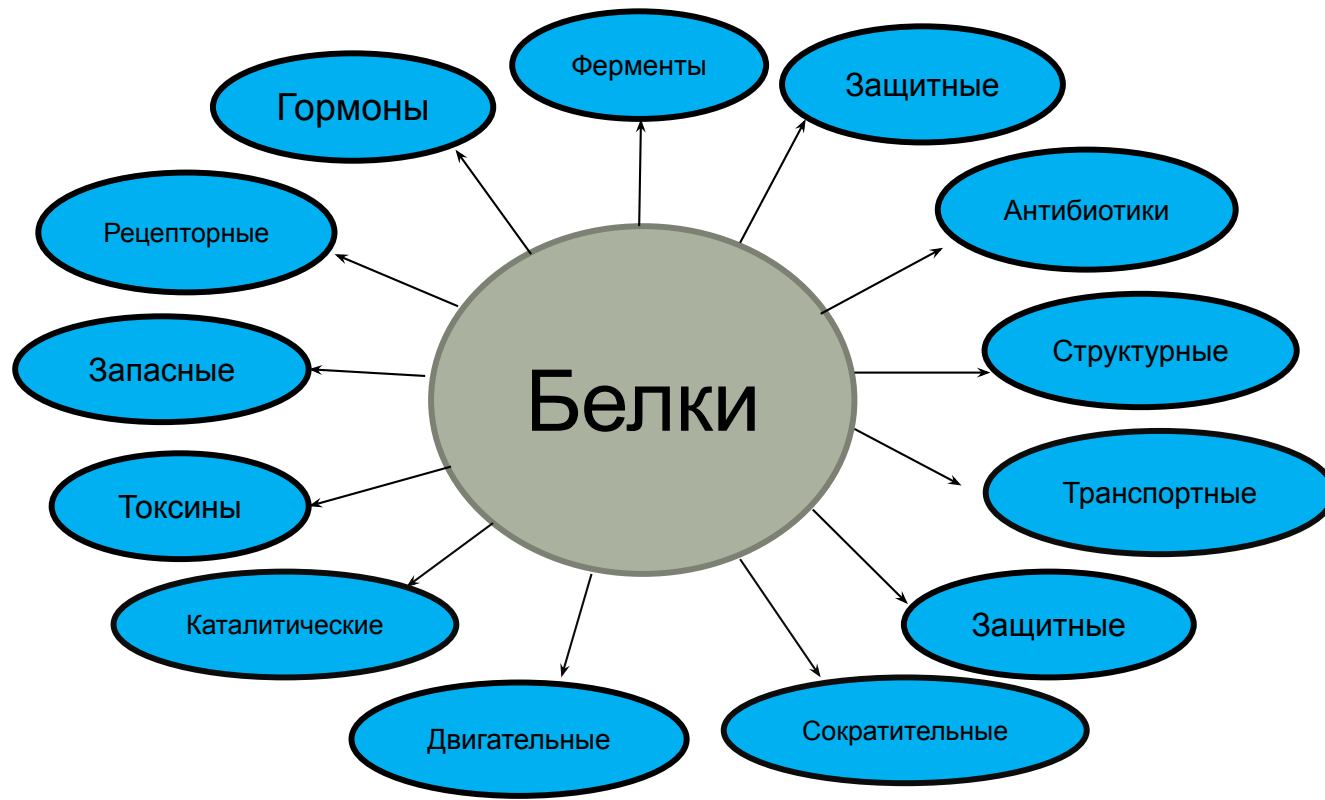 Ферменты
Защитные
Гормоны
Антибиотики
Рецепторные
Структурные
Запасные
Белки
Транспортные
Токсины
Каталитические
Защитные
Двигательные
Сократительные